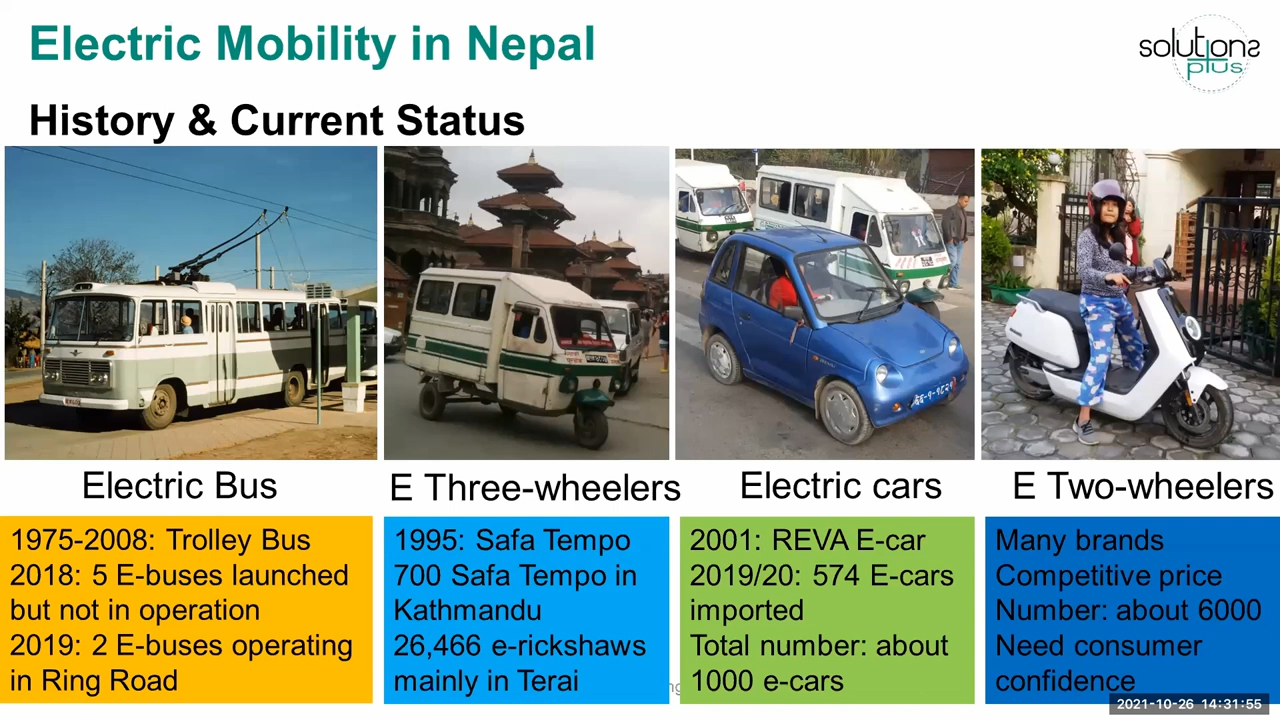 Electric Mobility in Nepal
solutions
plus
History & Current Status
Electric Bus
E Three-wheelers
Electric cars
E Two-wheelers
1975-2008: Trolley Bus
2018: 5 E-buses launched
but not in operation
2019: 2 E-buses operating
in Ring Road
1995: Safa Tempo
700 Safa Tempo in
Kathmandu
26,466 e-rickshaws
mainly in Terai
2001: REVA E-car
2019/20: 574 E-cars
imported
Total number: about
1000 e-cars
Many brands
Competitive price
Number: about 6000
Need consumer
confidence
2021-10-26 14:31:55